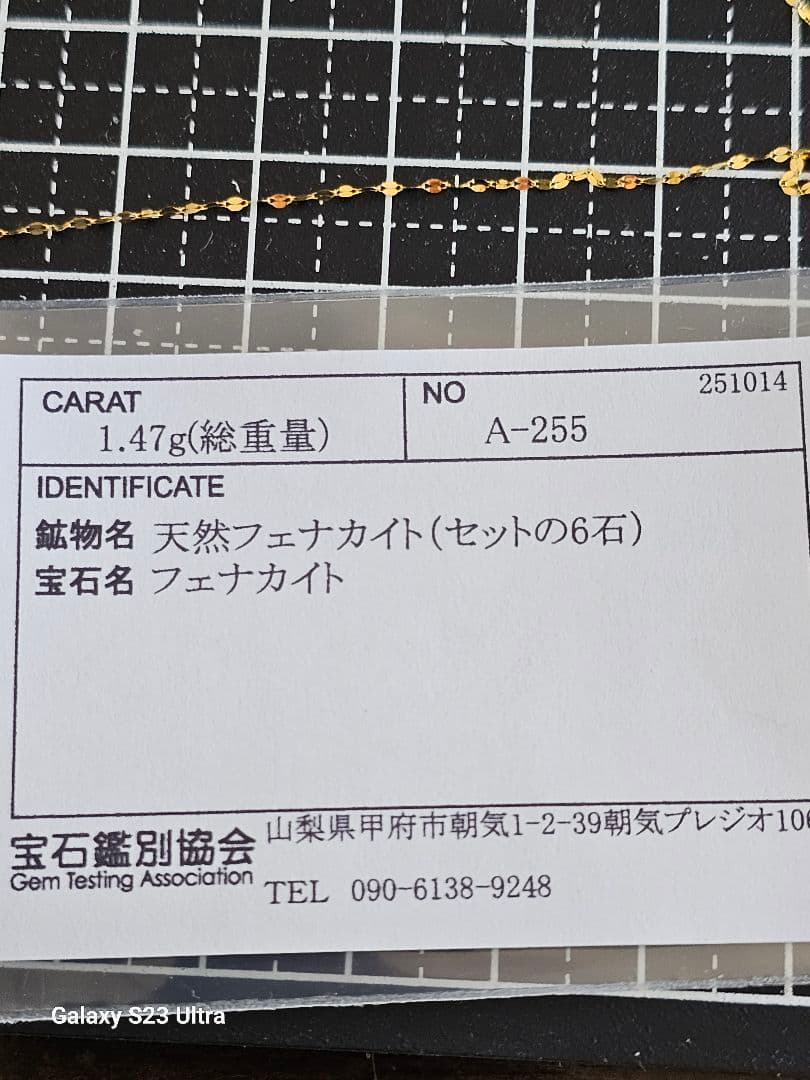 CARAT
1.47g(総重量)
NO
251014
A-255
IDENTIFICATE
鉱物名 天然フェナカイト(セットの6石)
宝石名 フェナカイト
宝石鑑別協会
Gem Testing Association
山梨県甲府市朝気1-2-39朝気プレジオ10
TEL 090-6138-9248
Galaxy S23 Ultra